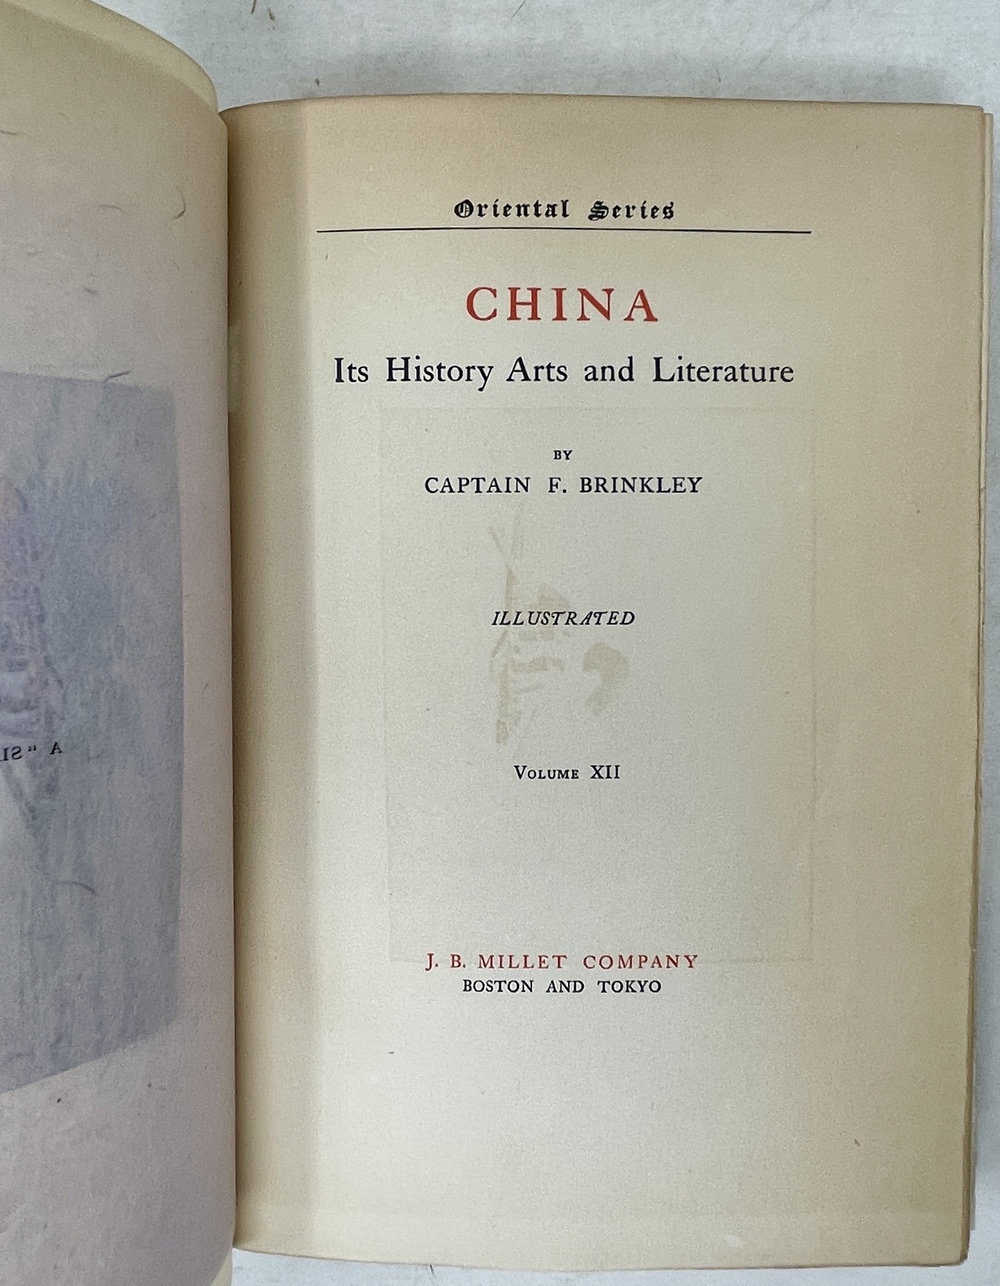 Oriental Series
CHINA
Its History Arts and Literature
BY
CAPTAIN F. BRINKLEY
ILLUSTRATED
VOLUME XII
J. B. MILLET COMPANY
BOSTON AND TOKYO
A "